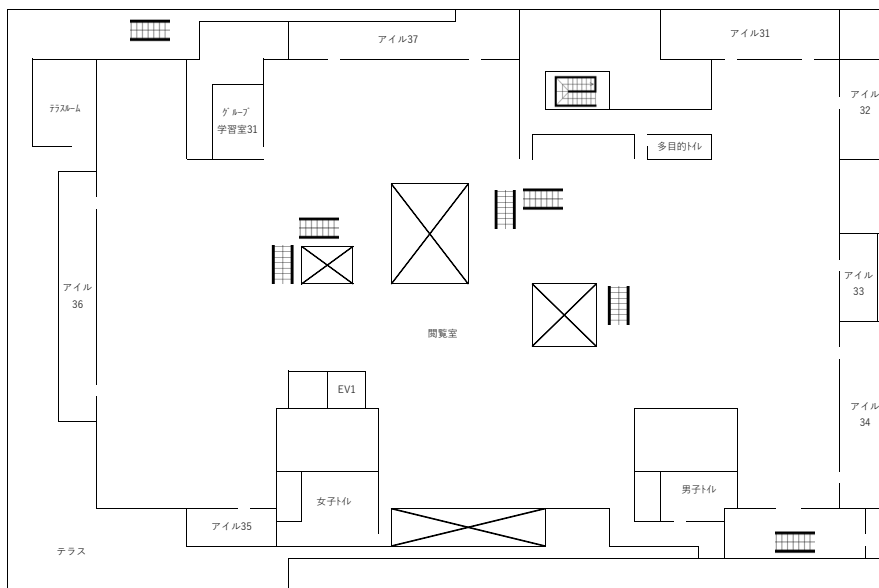 アイル37
アイル31
ﾃﾗｽﾙｰﾑ
ｸﾞﾙｰﾌﾟ
学習室31
アイル
32
多目的ﾄｲﾚ
アイル
36
アイル
33
閲覧室
EV1
アイル
34
女子ﾄｲﾚ
男子ﾄｲﾚ
アイル35
テラス